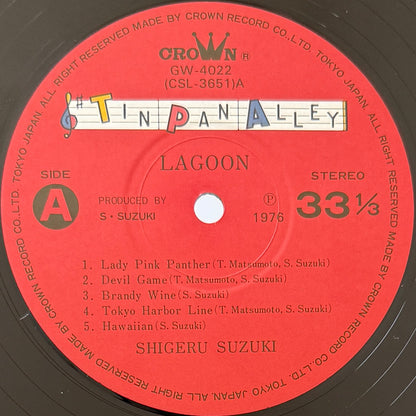 ALL RIGHT RESERVED MADE BY CROWN RECORD CO.,LTD. TOKYO JAPAN. ALL RIGHT RESERVED MADE BY CROWN RECORD CO.,LTD. TOKYO JAPAN.
CROWN®
GW-4022
(CSL-3651)A
TIN PAN ALLEY
LAGOON
SIDE
A
PRODUCED BY
S・SUZUKI
Ⓟ
1976
STEREO
33 1/3
1. Lady Pink Panther (T. Matsumoto, S. Suzuki)
2. Devil Game (T. Matsumoto, S. Suzuki)
3. Brandy Wine (S. Suzuki)
4. Tokyo Harbor Line (T. Matsumoto, S. Suzuki)
5. Hawaiian (S. Suzuki)
SHIGERU SUZUKI